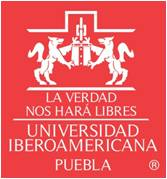 LA VERDAD
NOS HARÁ LIBRES
UNIVERSIDAD
IBEROAMERICANA
PUEBLA ®